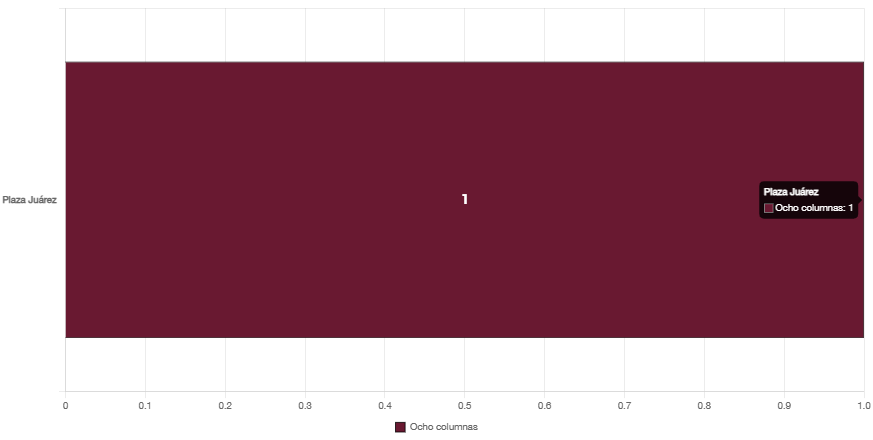 Plaza Juárez
1
Plaza Juárez
Ocho columnas: 1
0 0.1 0.2 0.3 0.4 0.5 0.6 0.7 0.8 0.9 1.0
Ocho columnas